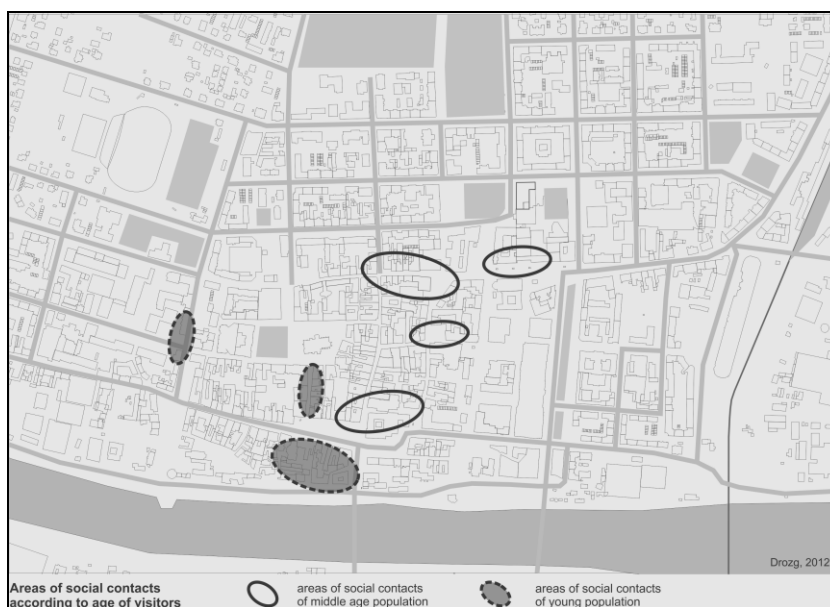 Drozg, 2012
Areas of social contacts
according to age of visitors
areas of social contacts
of middle age population
areas of social contacts
of young population